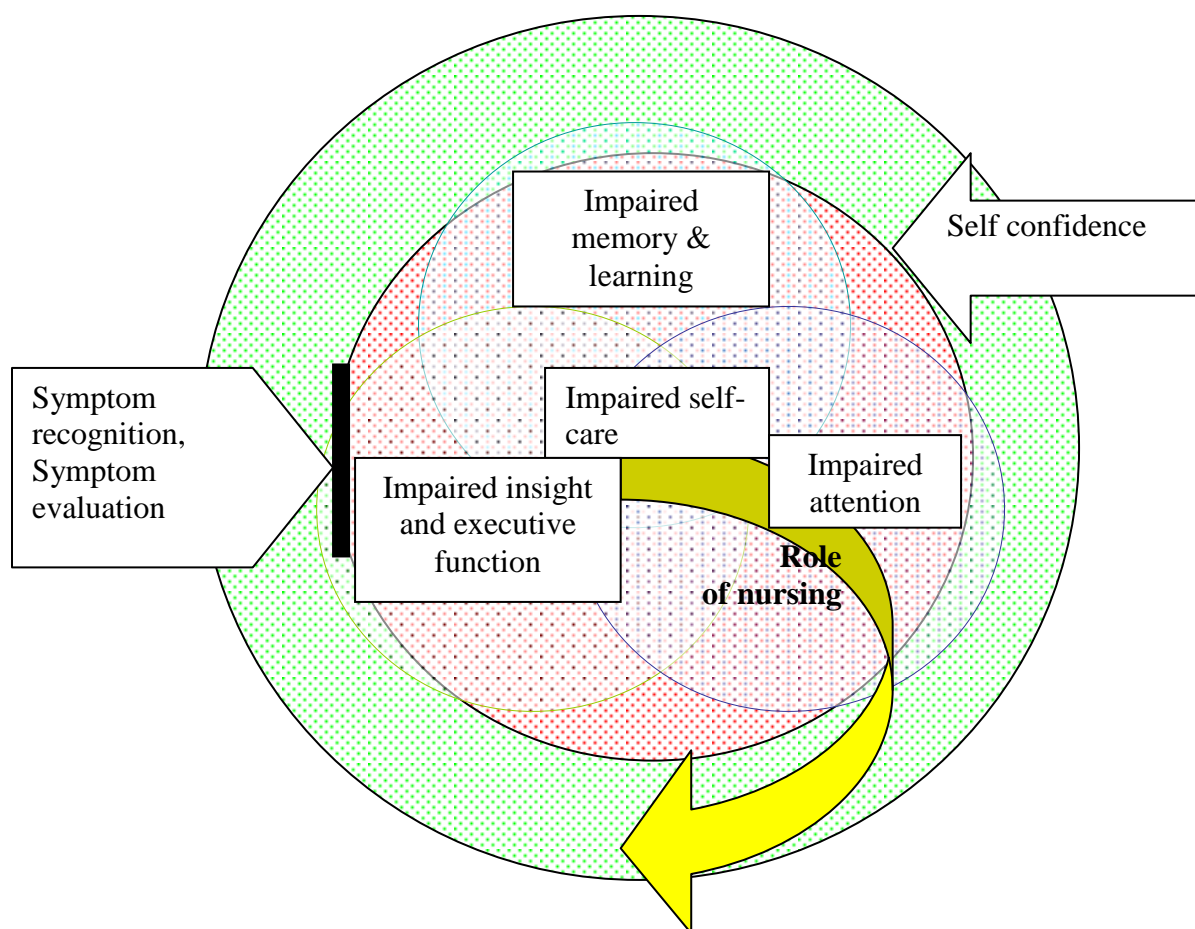 Impaired
memory &
learning
Self confidence
Symptom
recognition,
Symptom
evaluation
Impaired self-
care
Impaired insight
and executive
function
Impaired
attention
Role
of nursing